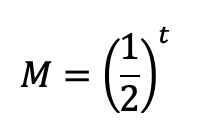 M = (1/2)^t